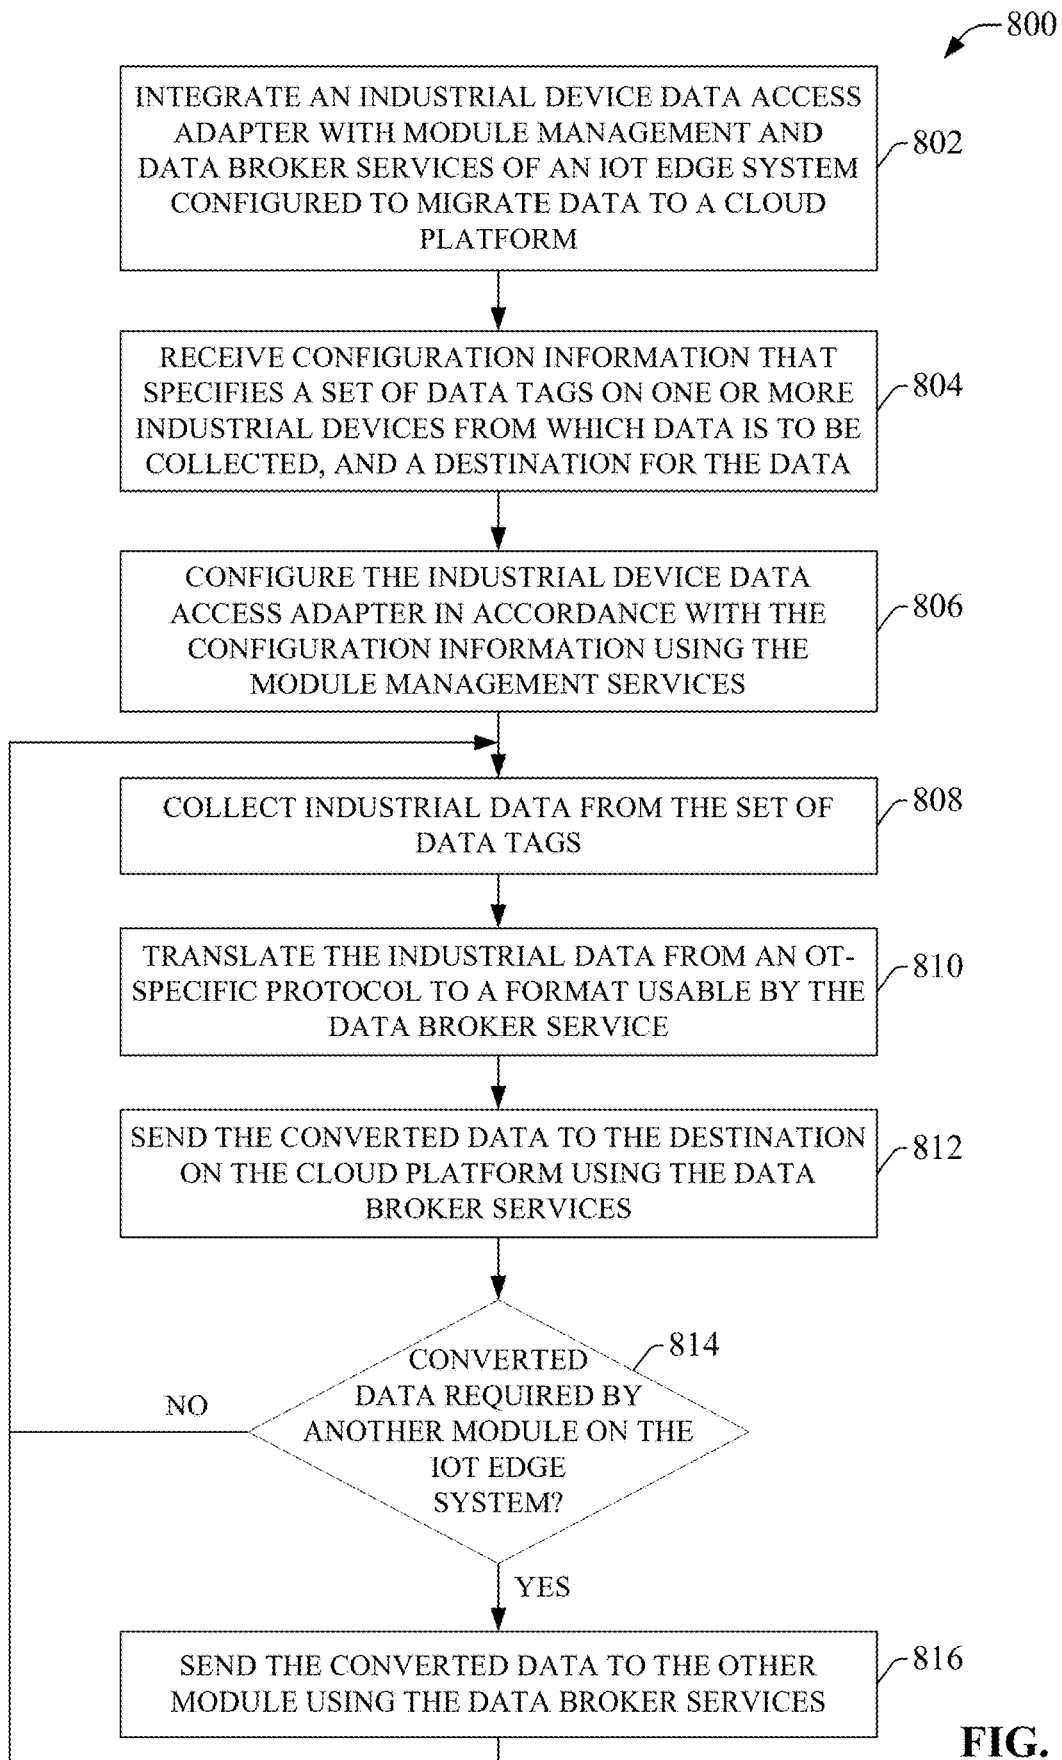 800
INTEGRATE AN INDUSTRIAL DEVICE DATA ACCESS
ADAPTER WITH MODULE MANAGEMENT AND
DATA BROKER SERVICES OF AN IOT EDGE SYSTEM
CONFIGURED TO MIGRATE DATA TO A CLOUD
PLATFORM
802
RECEIVE CONFIGURATION INFORMATION THAT
SPECIFIES A SET OF DATA TAGS ON ONE OR MORE
INDUSTRIAL DEVICES FROM WHICH DATA IS TO BE
COLLECTED, AND A DESTINATION FOR THE DATA
804
CONFIGURE THE INDUSTRIAL DEVICE DATA
ACCESS ADAPTER IN ACCORDANCE WITH THE
CONFIGURATION INFORMATION USING THE
MODULE MANAGEMENT SERVICES
806
COLLECT INDUSTRIAL DATA FROM THE SET OF
DATA TAGS
808
TRANSLATE THE INDUSTRIAL DATA FROM AN OT-
SPECIFIC PROTOCOL TO A FORMAT USABLE BY THE
DATA BROKER SERVICE
810
SEND THE CONVERTED DATA TO THE DESTINATION
ON THE CLOUD PLATFORM USING THE DATA
BROKER SERVICES
812
CONVERTED
DATA REQUIRED BY
ANOTHER MODULE ON THE
IOT EDGE
SYSTEM?
814
NO
YES
SEND THE CONVERTED DATA TO THE OTHER
MODULE USING THE DATA BROKER SERVICES
816
FIG.